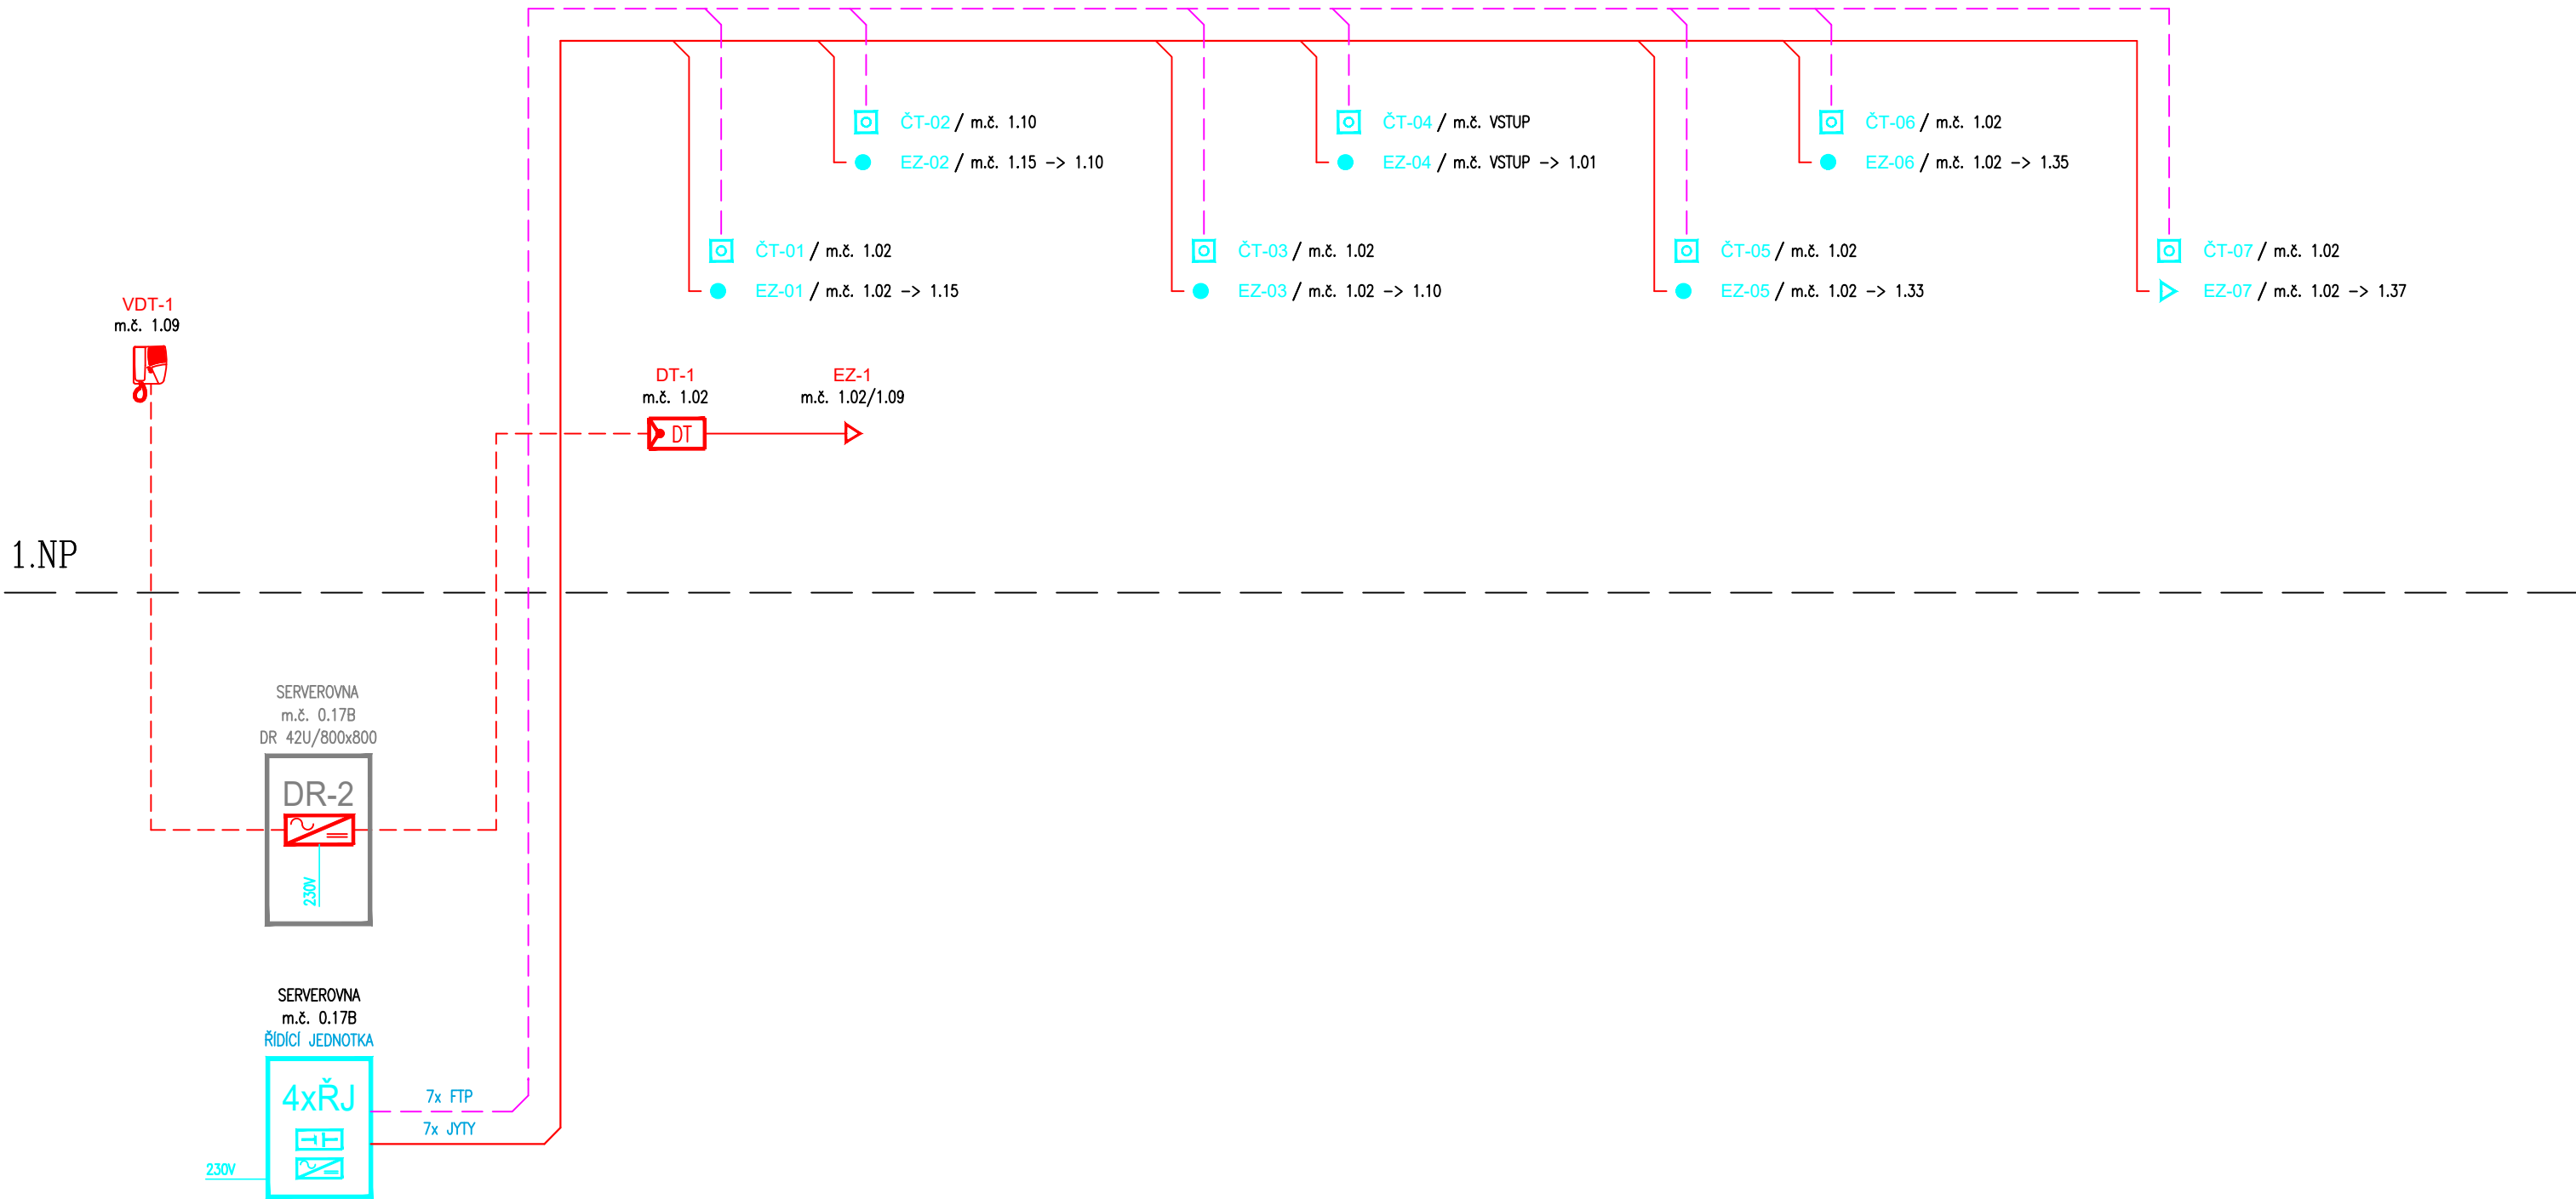 ČT-02 / m.č. 1.10
EZ-02 / m.č. 1.15 -> 1.10
ČT-04 / m.č. VSTUP
EZ-04 / m.č. VSTUP -> 1.01
ČT-06 / m.č. 1.02
EZ-06 / m.č. 1.02 -> 1.35
ČT-01 / m.č. 1.02
EZ-01 / m.č. 1.02 -> 1.15
ČT-03 / m.č. 1.02
EZ-03 / m.č. 1.02 -> 1.10
ČT-05 / m.č. 1.02
EZ-05 / m.č. 1.02 -> 1.33
ČT-07 / m.č. 1.02
EZ-07 / m.č. 1.02 -> 1.37
VDT-1
m.č. 1.09
DT-1
m.č. 1.02
DT
EZ-1
m.č. 1.02/1.09
1.NP
SERVEROVNA
m.č. 0.17B
DR 42U/800x800
DR-2
230V
SERVEROVNA
m.č. 0.17B
ŘÍDÍCÍ JEDNOTKA
4xŘJ
7x FTP
7x JYTY
230V